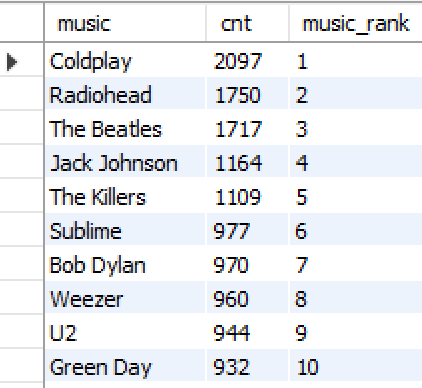 music cnt music_rank
Coldplay 2097 1
Radiohead 1750 2
The Beatles 1717 3
Jack Johnson 1164 4
The Killers 1109 5
Sublime 977 6
Bob Dylan 970 7
Weezer 960 8
U2 944 9
Green Day 932 10